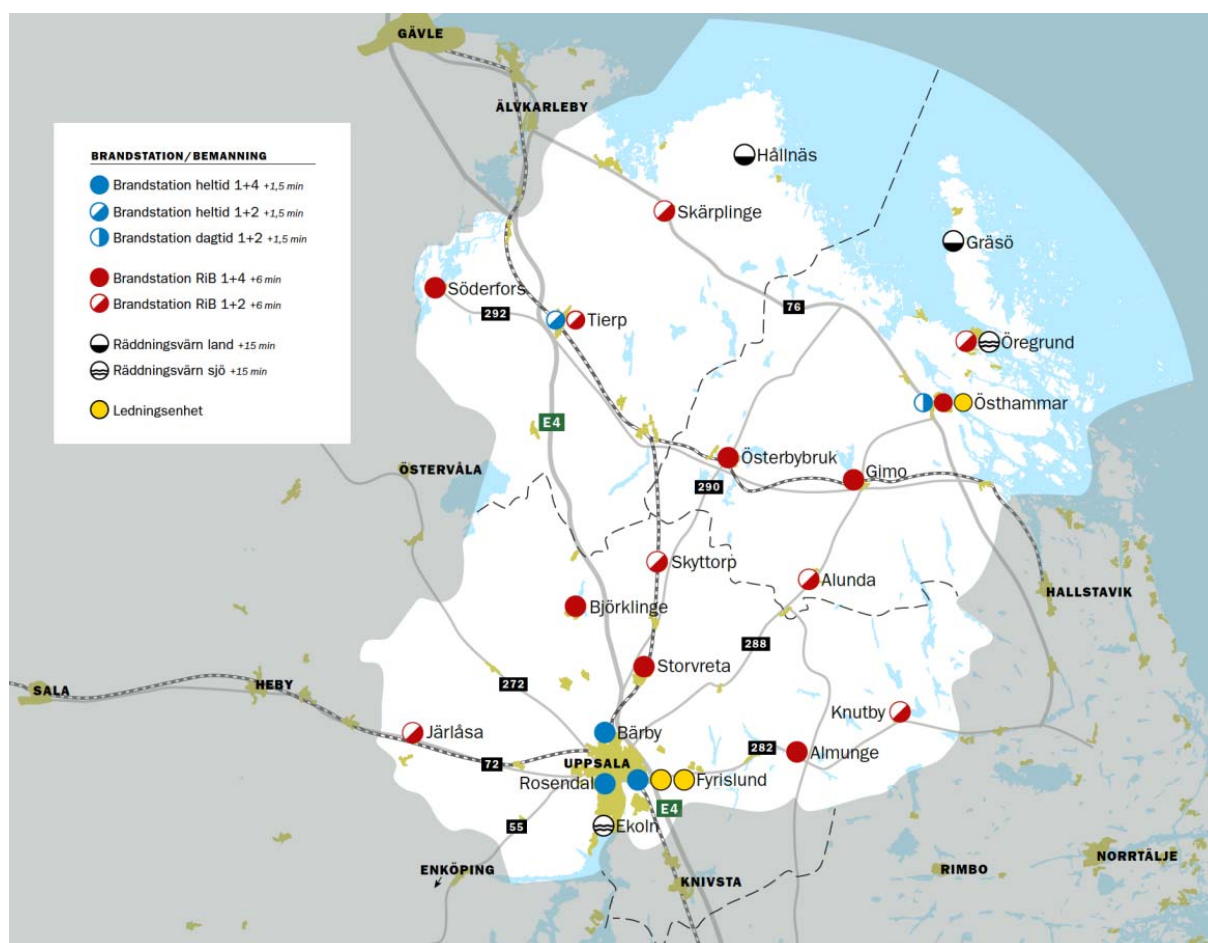 GÄVLE
ÄLVKARLEBY
BRANDSTATION/BEMANNING
Brandstation heltid 1+4 +1,5 min
Brandstation heltid 1+2 +1,5 min
Brandstation dagtid 1+2 +1,5 min
Brandstation RiB 1+4 +6 min
Brandstation RiB 1+2 +6 min
Räddningsvärn land +15 min
Räddningsvärn sjö +15 min
Ledningsenhet
Hållnäs
Skärplinge
Gräsö
Söderfors
292
Tierp
76
Öregrund
Östhammar
E4
ÖSTERVÅLA
Österbybruk
Gimo
290
Skyttorp
Alunda
HALLSTAVIK
Björklinge
288
Storvreta
272
SALA
HEBY
Knutby
Järlåsa
Bärby
282
Almunge
72
UPPSALA
Rosendal
Fyrislund
E4
55
Ekoln
ENKÖPING
KNIVSTA
RIMBO
NORRTÄLJE